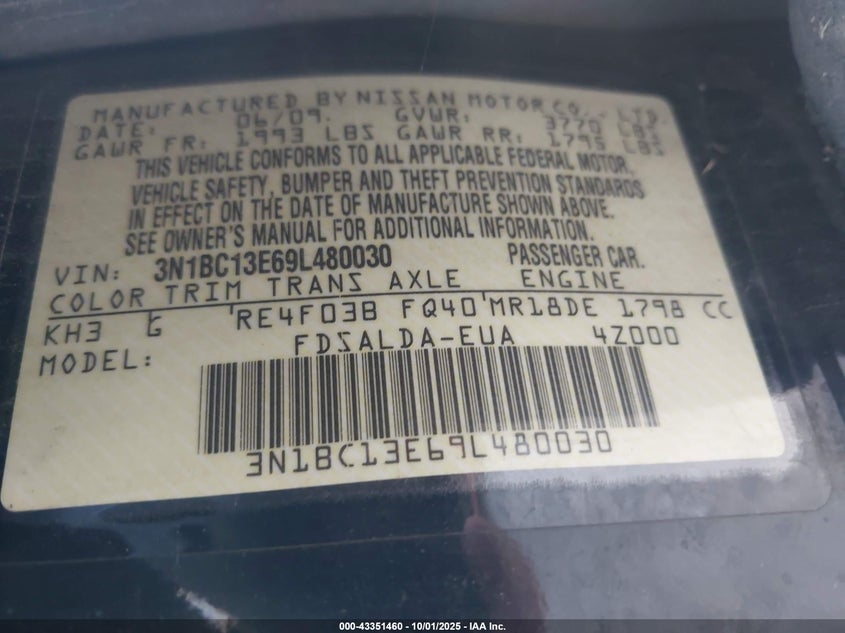 MANUFACTURED BY NISSAN MOTOR CO., LTD.
DATE: 06/09. GVWR: 3770 LBS
GAWR FR: 1993 LBS GAWR RR: 1795 LBS
THIS VEHICLE CONFORMS TO ALL APPLICABLE FEDERAL MOTOR
VEHICLE SAFETY, BUMPER AND THEFT PREVENTION STANDARDS
IN EFFECT ON THE DATE OF MANUFACTURE SHOWN ABOVE.
SEE OWNER'S MANUAL FOR ADDITIONAL INFORMATION.
VIN: 3N1BC13E69L480030 PASSENGER CAR.
COLOR TRIM TRANS AXLE ENGINE
KH3 G 'RE4F03B FQ40'MR18DE 1798 CC
MODEL: FDSALDA-EUA 4Z000
3N1BC13E69L480030
000-43351460 - 10/01/2025 - IAA Inc.